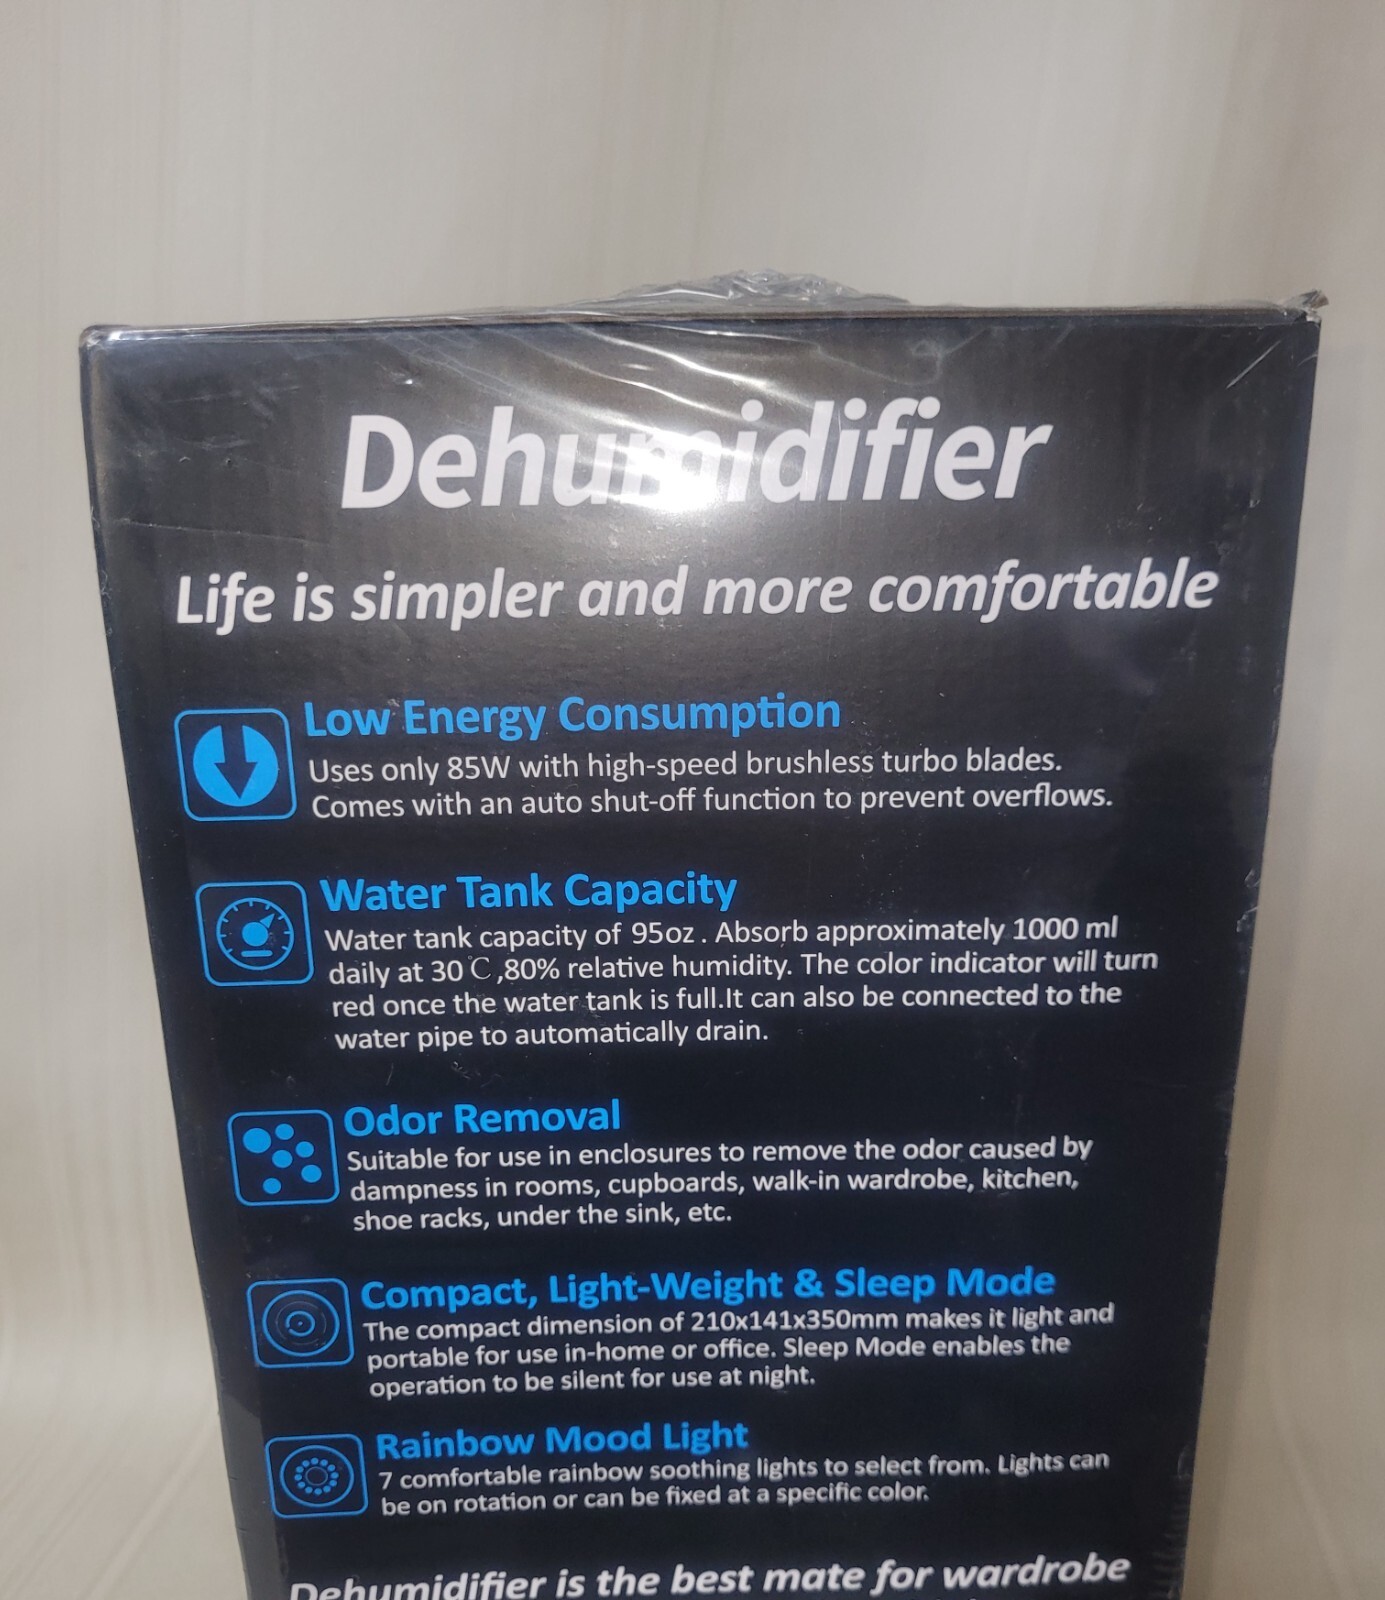 Dehumidifier
Life is simpler and more comfortable
Low Energy Consumption
Uses only 85W with high-speed brushless turbo blades.
Comes with an auto shut-off function to prevent overflows.
Water Tank Capacity
Water tank capacity of 95oz . Absorb approximately 1000 ml
daily at 30℃,80% relative humidity. The color indicator will turn
red once the water tank is full.It can also be connected to the
water pipe to automatically drain.
Odor Removal
Suitable for use in enclosures to remove the odor caused by
dampness in rooms, cupboards, walk-in wardrobe, kitchen,
shoe racks, under the sink, etc.
Compact, Light-Weight & Sleep Mode
The compact dimension of 210x141x350mm makes it light and
portable for use in-home or office. Sleep Mode enables the
operation to be silent for use at night.
Rainbow Mood Light
7 comfortable rainbow soothing lights to select from. Lights can
be on rotation or can be fixed at a specific color.
Dehumidifier is the best mate for wardrobe